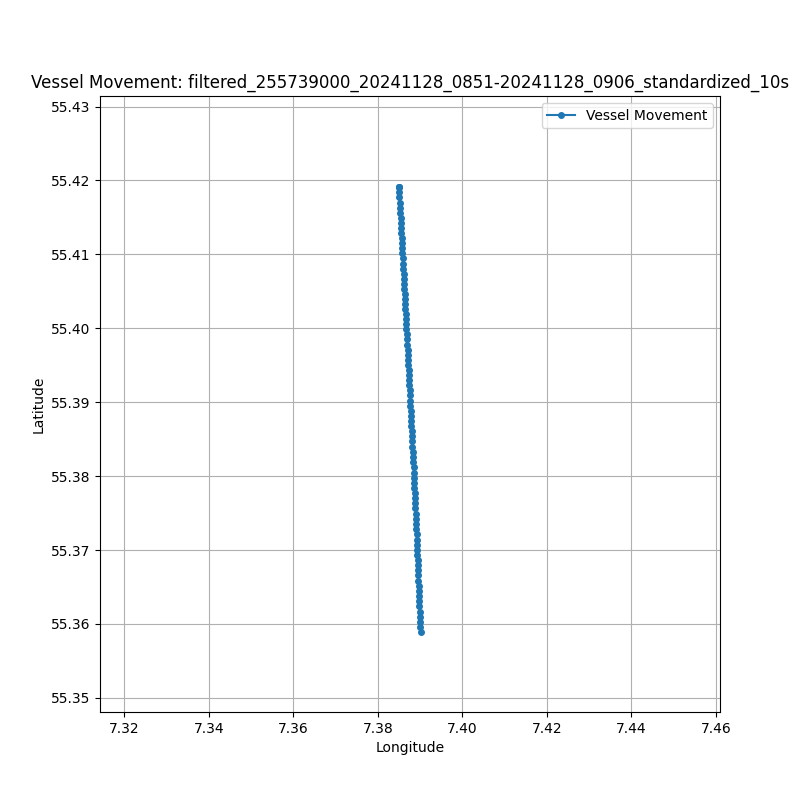 Vessel Movement: filtered_255739000_20241128_0851-20241128_0906_standardized_10s
Vessel Movement
55.43
55.42
55.41
55.40
55.39
55.38
55.37
55.36
55.35
Latitude
7.32 7.34 7.36 7.38 7.40 7.42 7.44 7.46
Longitude